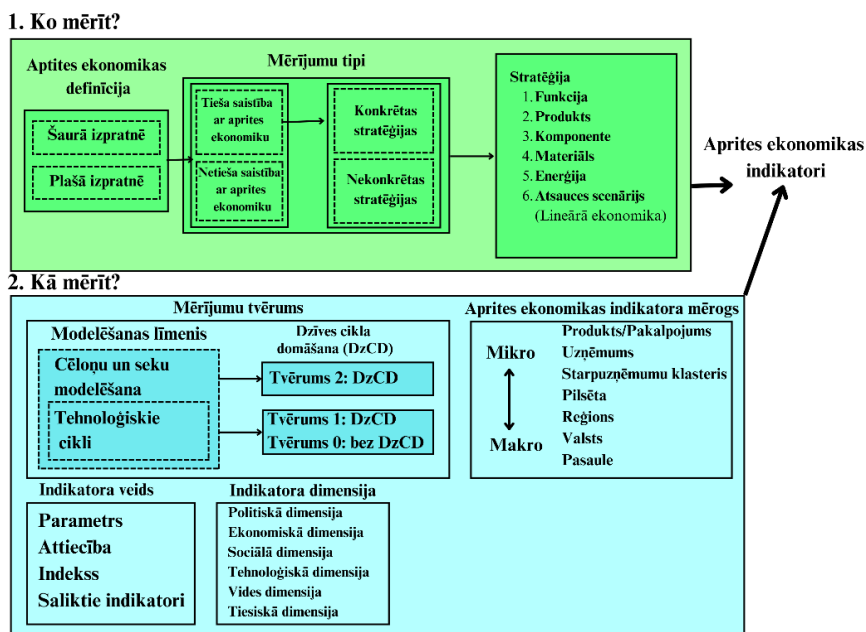 1. Ko mērīt?
Aptites ekonomikas
definīcija
Šaurā izpratnē
Plašā izpratnē
Mērījumu tipi
Tieša saistība
ar aprites
ekonomiku
Netieša saistība
ar aprites
ekonomiku
Konkrētas
stratēģijas
Nekonkrētas
stratēģijas
Stratēģija
1. Funkcija
2. Produkts
3. Komponente
4. Materiāls
5. Enerģija
6. Atsauces scenārijs
(Lineārā ekonomika)
Aprites ekonomikas
indikatori
2. Kā mērīt?
Mērījumu tvērums
Modelēšanas līmenis
Cēloņu un seku
modelēšana
Tehnoloģiskie
cikli
Dzīves cikla
domāšana (DzCD)
Tvērums 2: DzCD
Tvērums 1: DzCD
Tvērums 0: bez DzCD
Aprites ekonomikas indikatora mērogs
Mikro
Makro
Produkts/Pakalpojums
Uzņēmums
Starpuzņēmumu klasteris
Pilsēta
Reģions
Valsts
Pasaule
Indikatora veids
Parametrs
Attiecība
Indekss
Saliktie indikatori
Indikatora dimensija
Politiskā dimensija
Ekonomiskā dimensija
Sociālā dimensija
Tehnoloģiskā dimensija
Vides dimensija
Tiesiskā dimensija